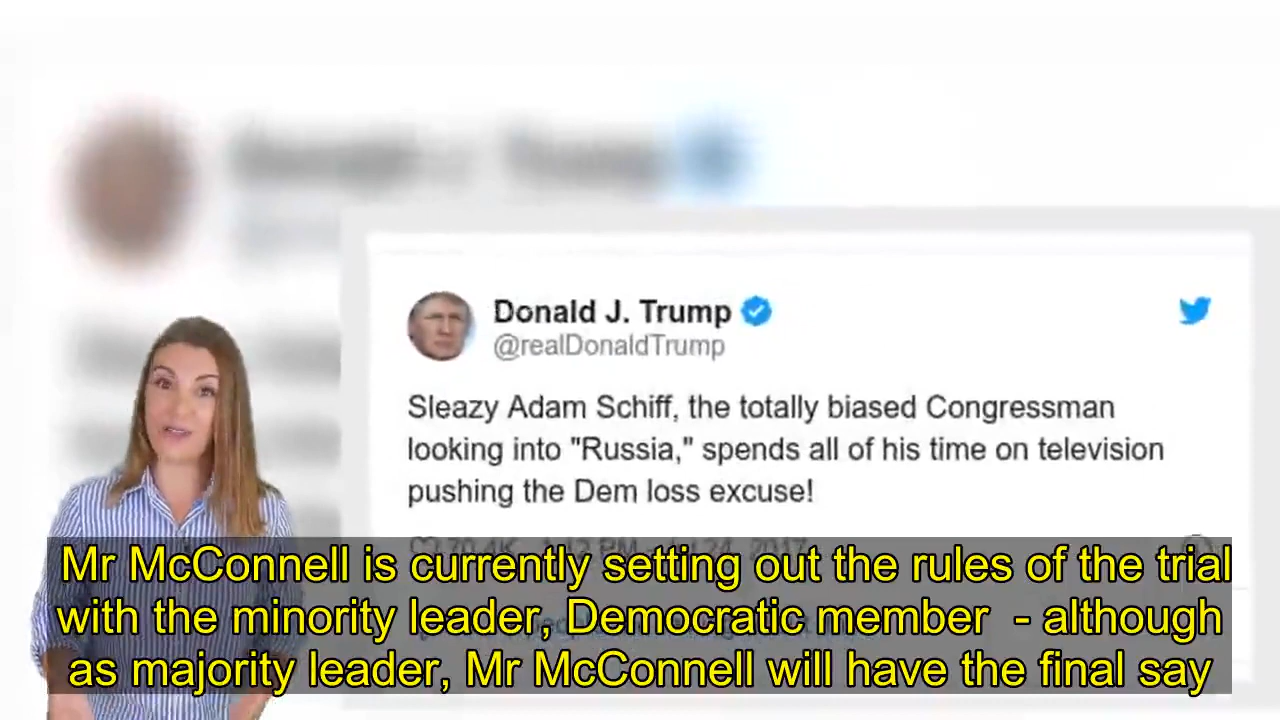 Donald J. Trump
@realDonaldTrump
Sleazy Adam Schiff, the totally biased Congressman
looking into "Russia," spends all of his time on television
pushing the Dem loss excuse!
Mr McConnell is currently setting out the rules of the trial
with the minority leader, Democratic member - although
as majority leader, Mr McConnell will have the final say